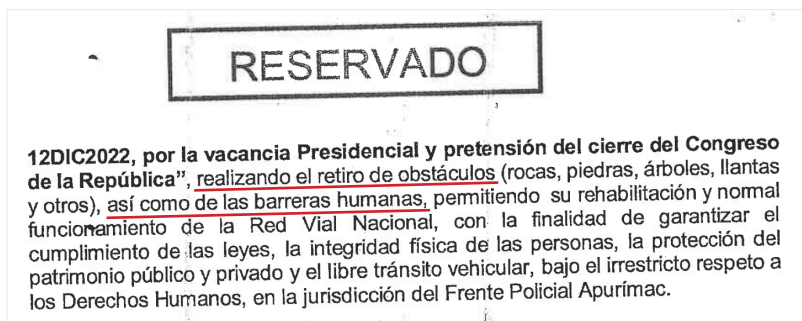 RESERVADO
12DIC2022, por la vacancia Presidencial y pretensión del cierre del Congreso
de la República", realizando el retiro de obstáculos (rocas, piedras, árboles, llantas
y otros), así como de las barreras humanas, permitiendo su rehabilitación y normal
funcionamiento de la Red Vial Nacional, con la finalidad de garantizar el
cumplimiento de las leyes, la integridad física de las personas, la protección del
patrimonio público y privado y el libre tránsito vehicular, bajo el irrestricto respeto a
los Derechos Humanos, en la jurisdicción del Frente Policial Apurímac.